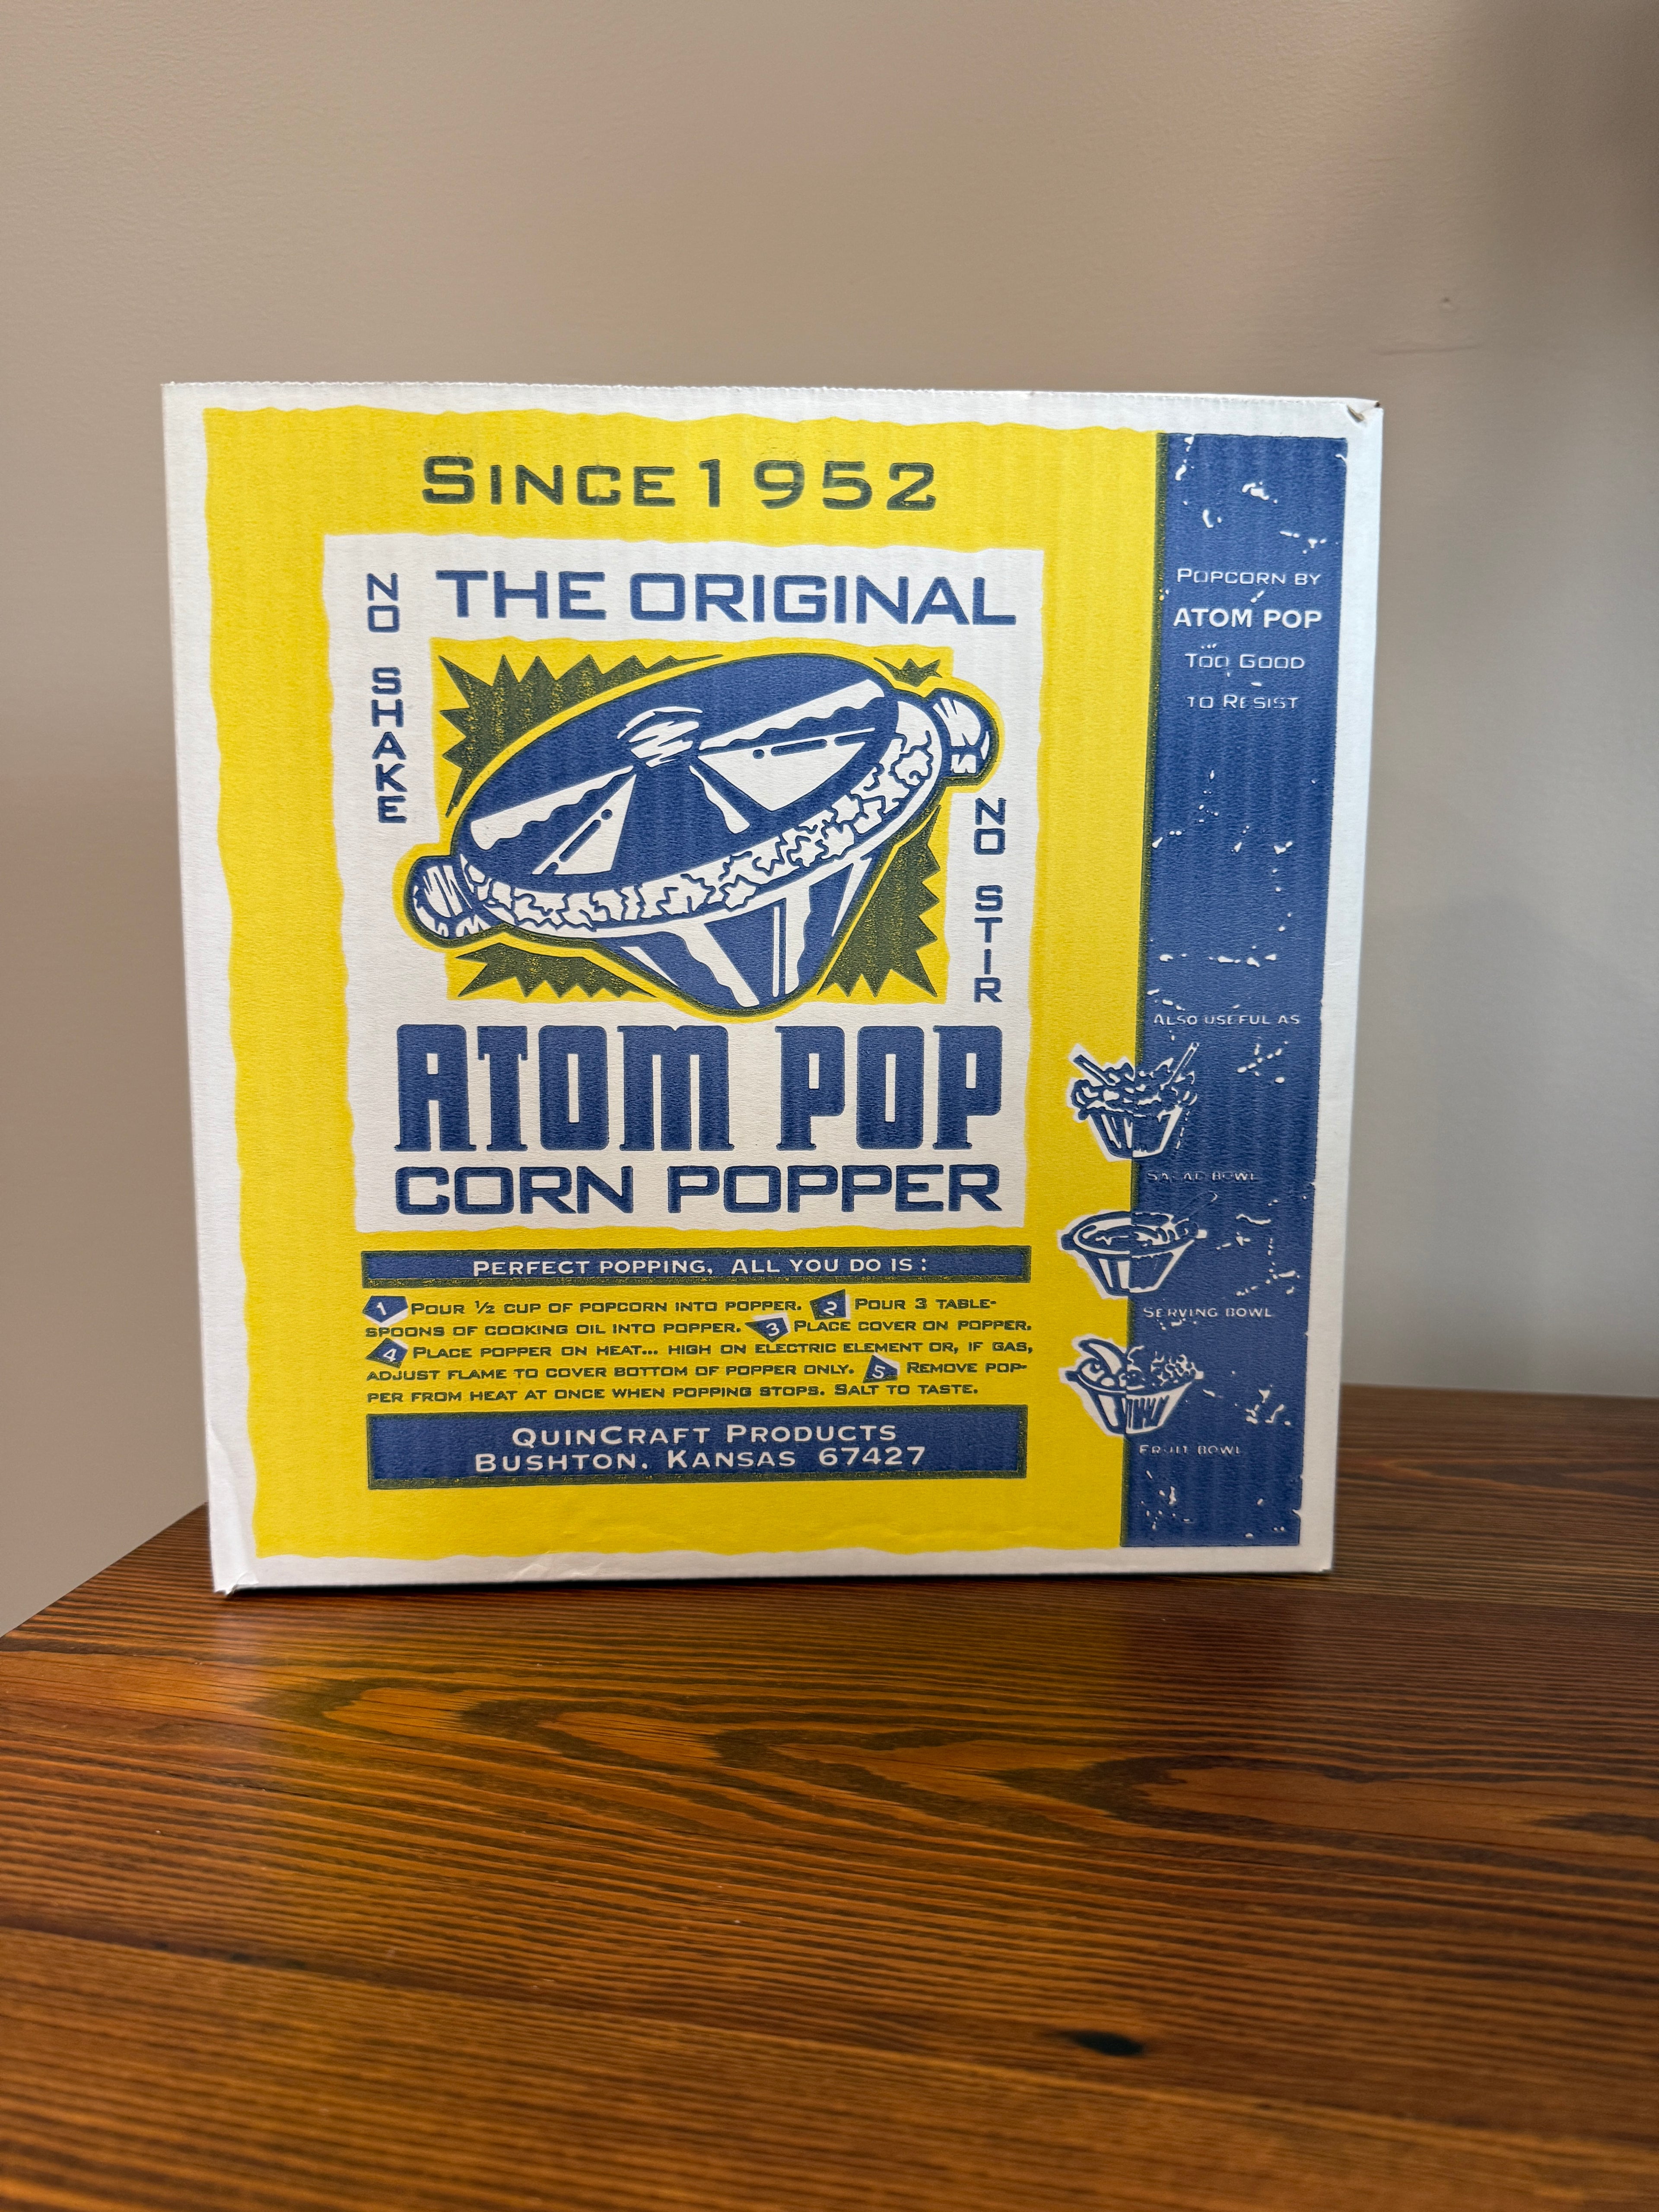 SINCE 1952
NO SHAKE
THE ORIGINAL
NO STIR
ATOM POP
CORN POPPER
PERFECT POPPING, ALL YOU DO IS:
1 POUR ½ CUP OF POPCORN INTO POPPER. 2 POUR 3 TABLE-
SPOONS OF COOKING OIL INTO POPPER. 3 PLACE COVER ON POPPER.
4 PLACE POPPER ON HEAT... HIGH ON ELECTRIC ELEMENT OR, IF GAS,
ADJUST FLAME TO COVER BOTTOM OF POPPER ONLY. 5 REMOVE POP-
PER FROM HEAT AT ONCE WHEN POPPING STOPS. SALT TO TASTE.
QUINCRAFT PRODUCTS
BUSHTON, KANSAS 67427
POPCORN BY
ATOM POP
TOO GOOD
TO RESIST
ALSO USEFUL AS
SALAD BOWL
SERVING BOWL
FRUIT BOWL